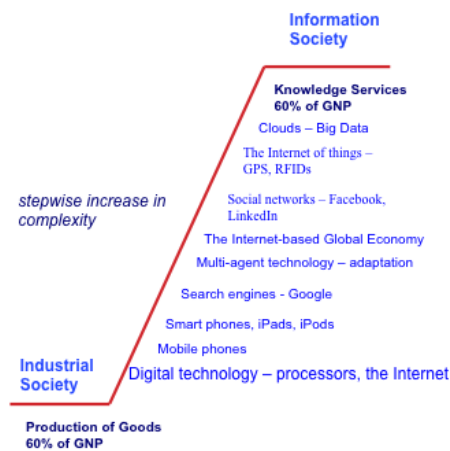 Information
Society
Knowledge Services
60% of GNP
Clouds – Big Data
The Internet of things –
GPS, RFIDs
stepwise increase in
complexity
Social networks – Facebook,
LinkedIn
The Internet-based Global Economy
Multi-agent technology – adaptation
Search engines - Google
Smart phones, iPads, iPods
Mobile phones
Industrial
Society
Digital technology – processors, the Internet
Production of Goods
60% of GNP